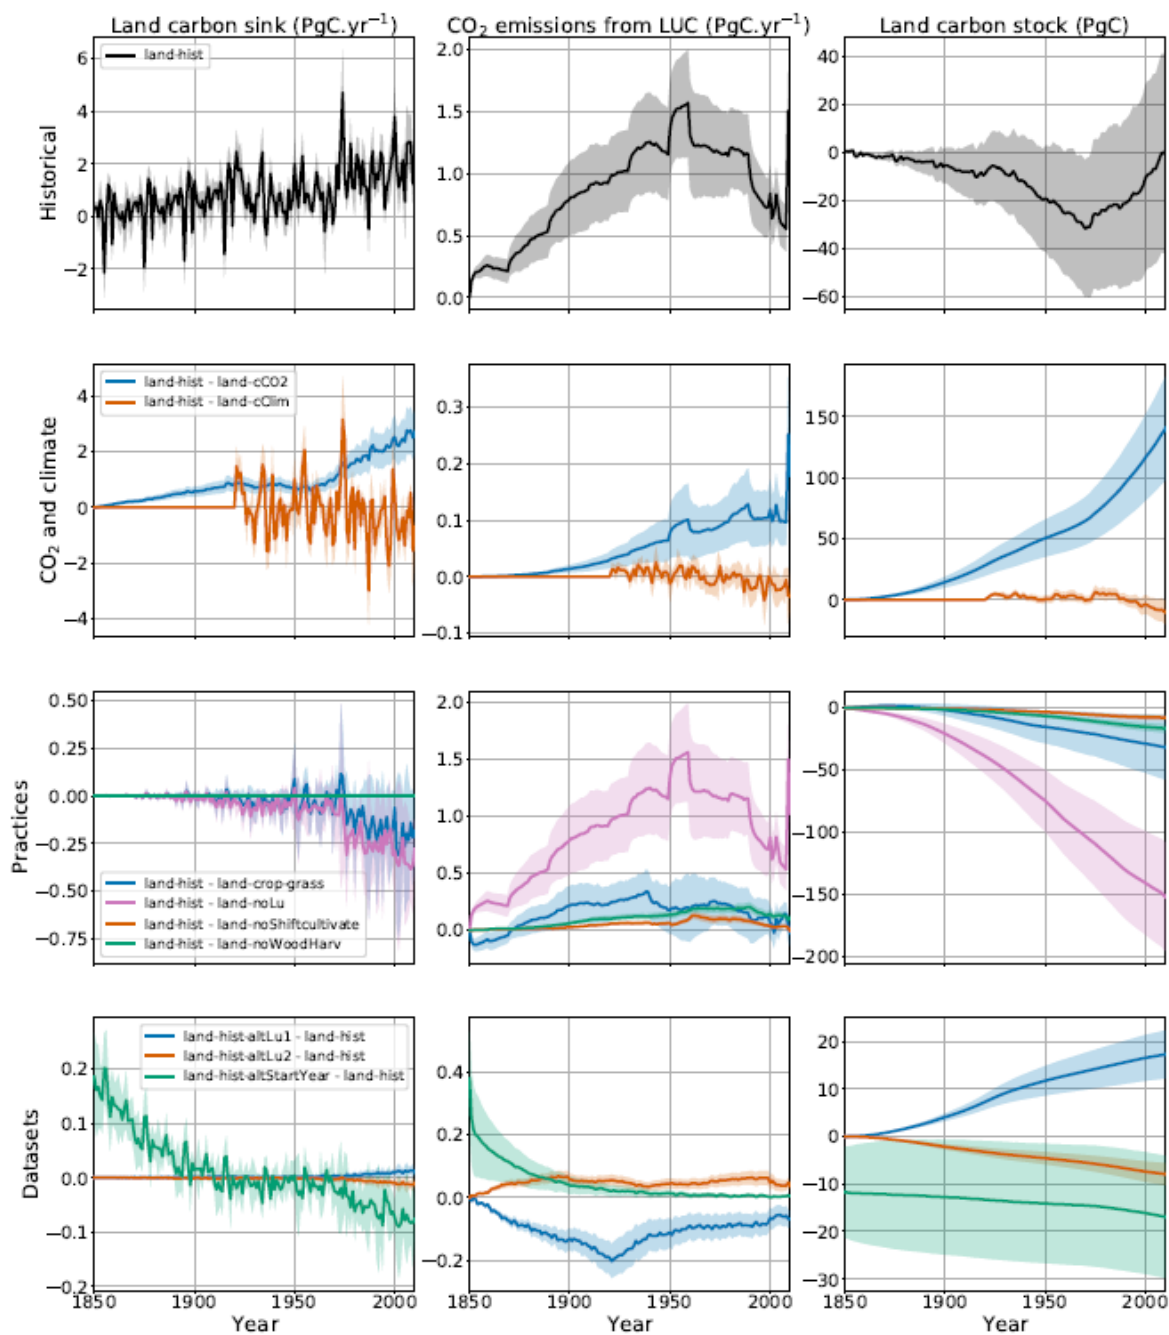 Land carbon sink (PgC.yr⁻¹)
CO₂ emissions from LUC (PgC.yr⁻¹)
Land carbon stock (PgC)
Historical
6
4
2
0
−2
land-hist
2.0
1.5
1.0
0.5
0.0
40
20
0
−20
−40
−60
CO₂ and climate
4
2
0
−2
−4
land-hist - land-cCO2
land-hist - land-cClim
0.3
0.2
0.1
0.0
−0.1
150
100
50
0
Practices
0.50
0.25
0.00
−0.25
−0.50
−0.75
land-hist - land-crop-grass
land-hist - land-noLu
land-hist - land-noShiftcultivate
land-hist - land-noWoodHarv
2.0
1.5
1.0
0.5
0.0
0
−50
−100
−150
−200
Datasets
0.2
0.1
0.0
−0.1
−0.2
land-hist-altLu1 - land-hist
land-hist-altLu2 - land-hist
land-hist-altStartYear - land-hist
0.4
0.2
0.0
−0.2
20
10
0
−10
−20
−30
1850 1900 1950 2000
1850 1900 1950 2000
1850 1900 1950 2000
Year
Year
Year